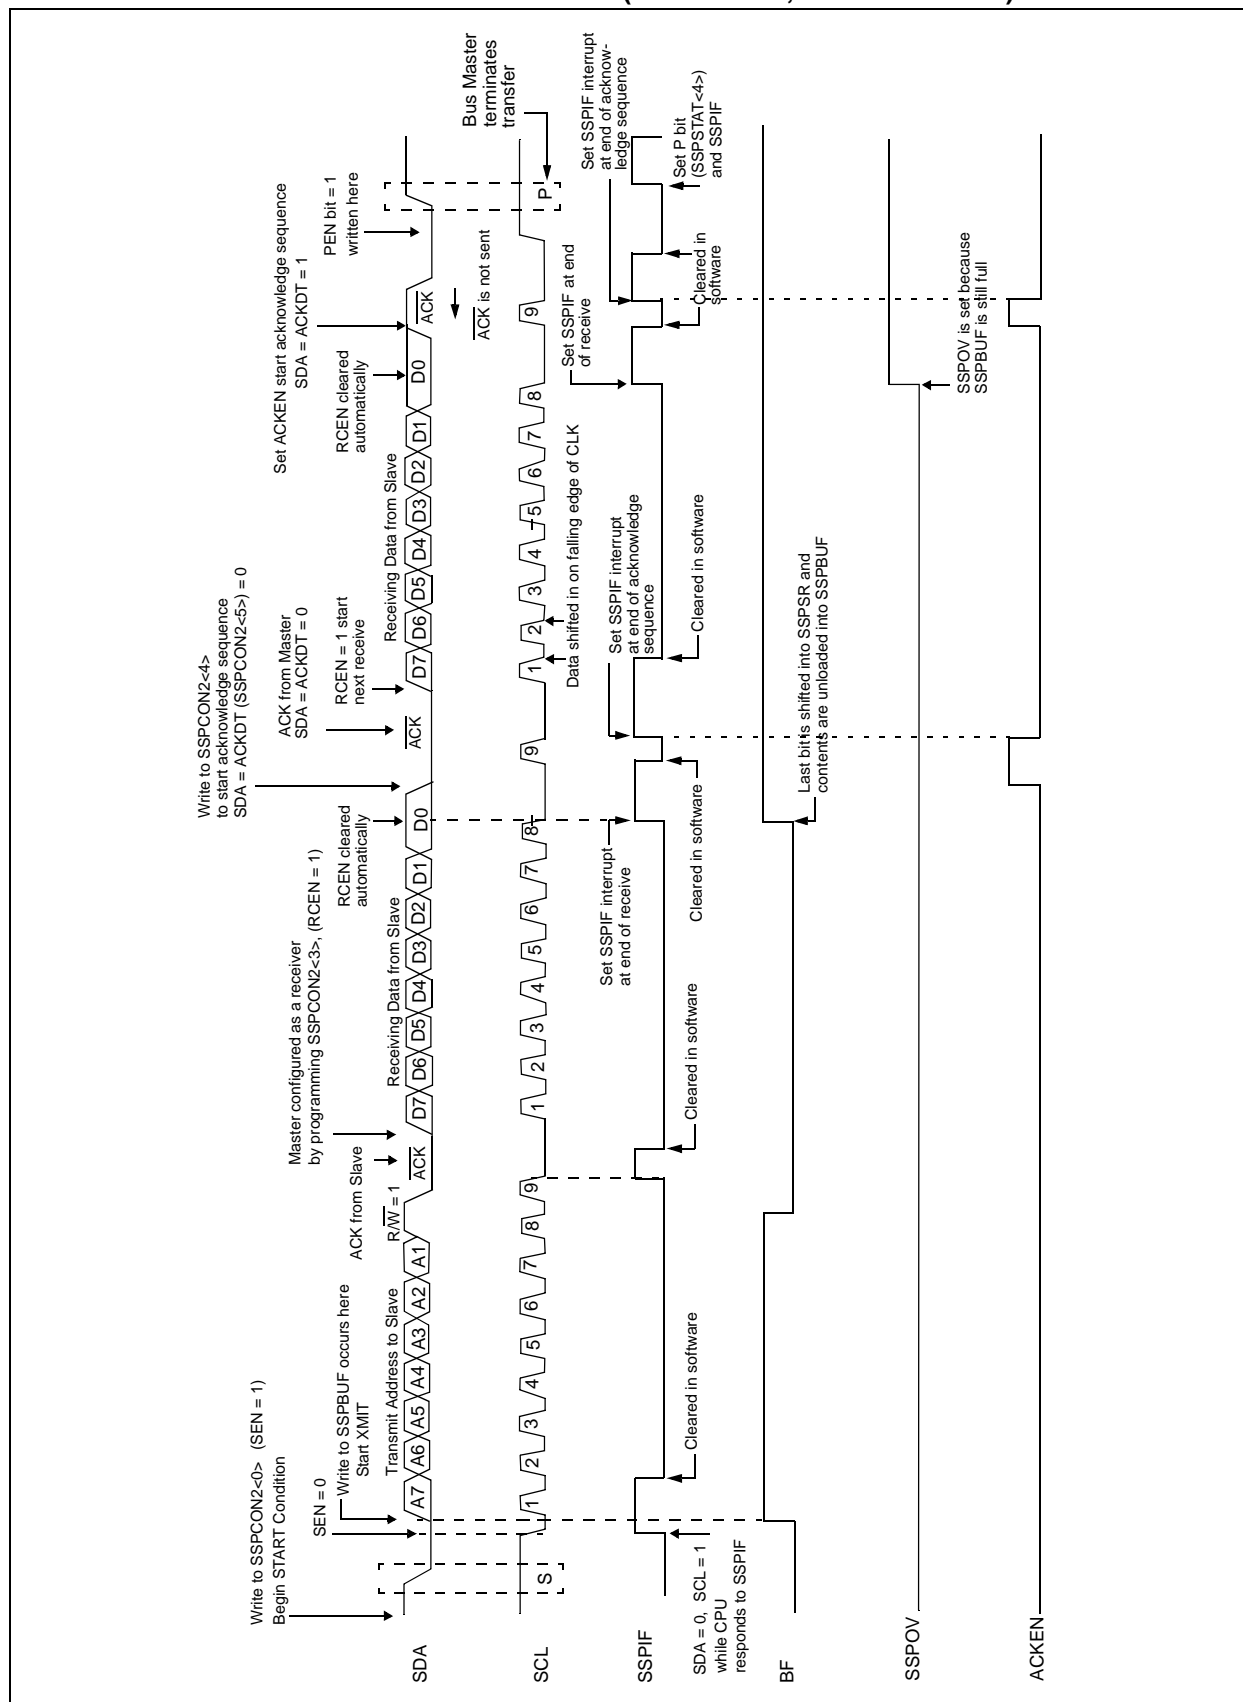 Write to SSPCON2<0> (SEN = 1)
Begin START Condition
SEN = 0
Write to SSPBUF occurs here
Start XMIT
Transmit Address to Slave
R/W = 1
ACK from Slave
Master configured as a receiver
by programming SSPCON2<3>, (RCEN = 1)
Receiving Data from Slave
RCEN cleared
automatically
Write to SSPCON2<4>
to start acknowledge sequence
SDA = ACKDT (SSPCON2<5>) = 0
ACK from Master
SDA = ACKDT = 0
RCEN = 1 start
next receive
Receiving Data from Slave
RCEN cleared
automatically
Set ACKEN start acknowledge sequence
SDA = ACKDT = 1
PEN bit = 1
written here
SDA
A7 A6 A5 A4 A3 A2 A1
ACK
D7 D6 D5 D4 D3 D2 D1 D0
ACK
D7 D6 D5 D4 D3 D2 D1 D0
ACK
ACK is not sent
Bus Master
terminates
transfer
SCL
S
1 2 3 4 5 6 7 8 9
1 2 3 4 5 6 7 8
9
1 2 3 4 5 6 7 8
9
P
Data shifted in on falling edge of CLK
Set SSPIF interrupt
at end of receive
Set SSPIF interrupt
at end of acknowledge
sequence
Set SSPIF at end
of receive
Set SSPIF interrupt
at end of acknow-
ledge sequence
SSPIF
SDA = 0, SCL = 1
while CPU
responds to SSPIF
Cleared in software
Cleared in software
Cleared in software
Cleared in software
Cleared in
software
Set P bit
(SSPSTAT<4>)
and SSPIF
BF
Last bit is shifted into SSPSR and
contents are unloaded into SSPBUF
SSPOV
SSPOV is set because
SSPBUF is still full
ACKEN